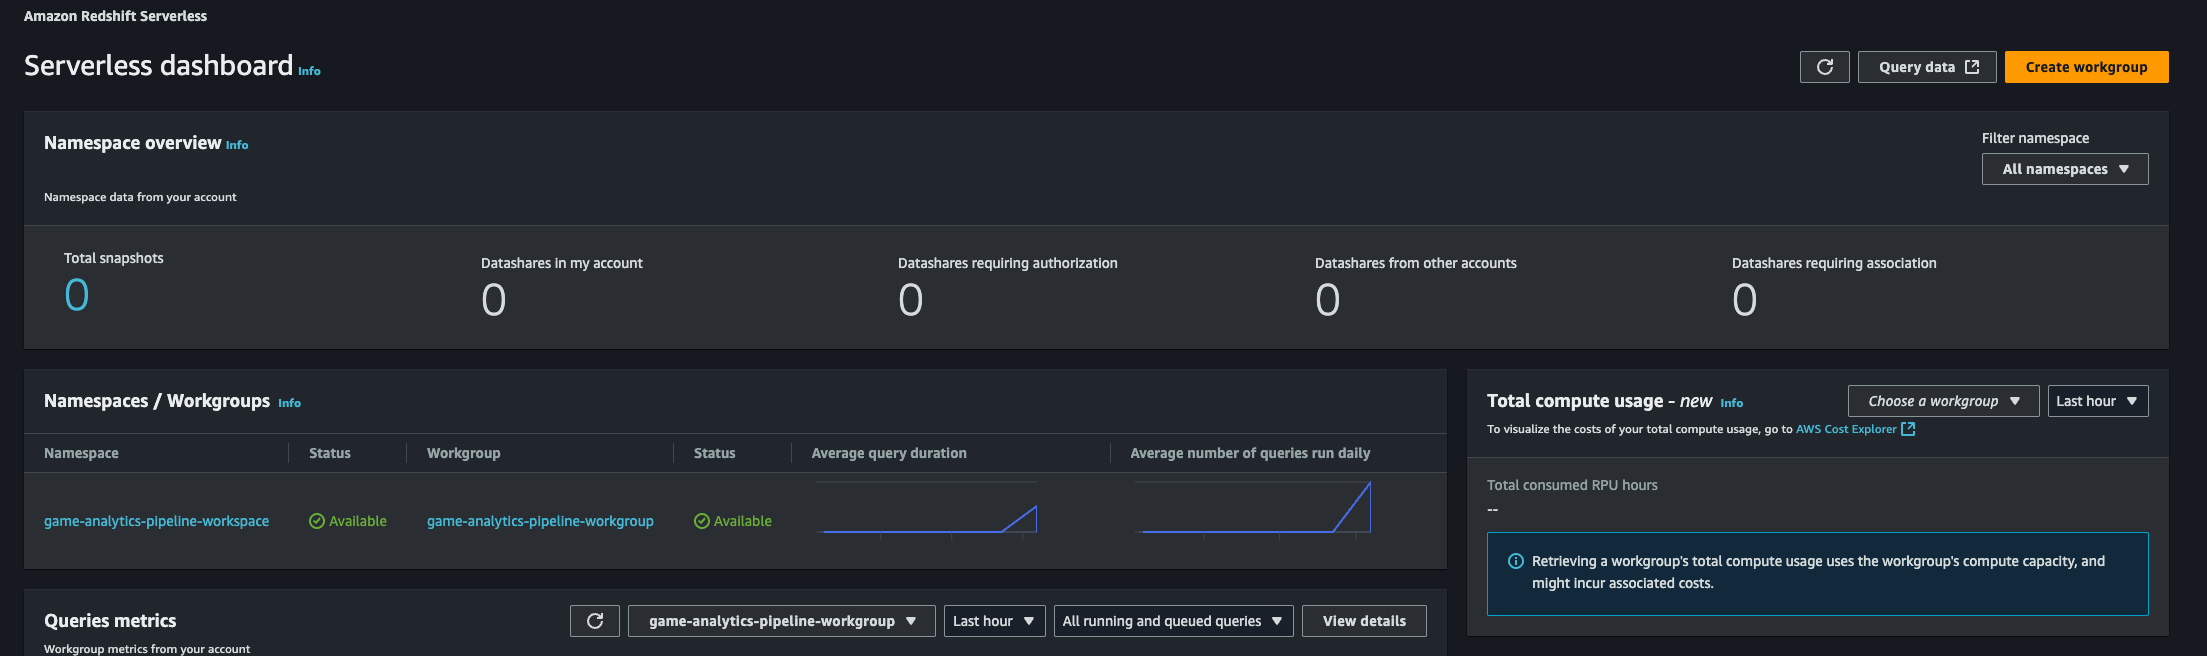 Amazon Redshift Serverless
Serverless dashboard Info
Query data
Create workgroup
Namespace overview Info
Filter namespace
All namespaces
Namespace data from your account
Total snapshots
0
Datashares in my account
0
Datashares requiring authorization
0
Datashares from other accounts
0
Datashares requiring association
0
Namespaces / Workgroups Info
Namespace Status Workgroup Status Average query duration Average number of queries run daily
game-analytics-pipeline-workspace Available game-analytics-pipeline-workgroup Available
Total compute usage - new Info
Choose a workgroup
Last hour
To visualize the costs of your total compute usage, go to AWS Cost Explorer
Total consumed RPU hours
--
Retrieving a workgroup's total compute usage uses the workgroup's compute capacity, and
might incur associated costs.
Queries metrics
game-analytics-pipeline-workgroup
Last hour
All running and queued queries
View details
Workgroup metrics from your account